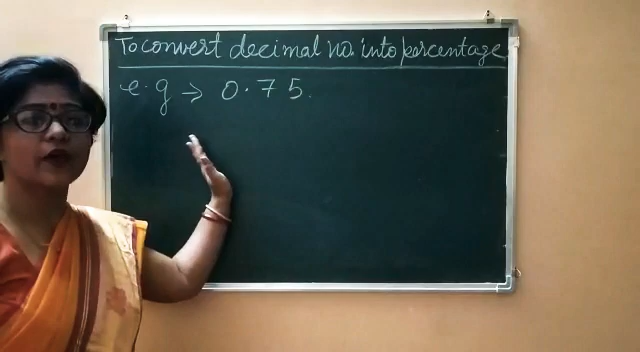 To convert decimal no. into percentage
e.g → 0.75.